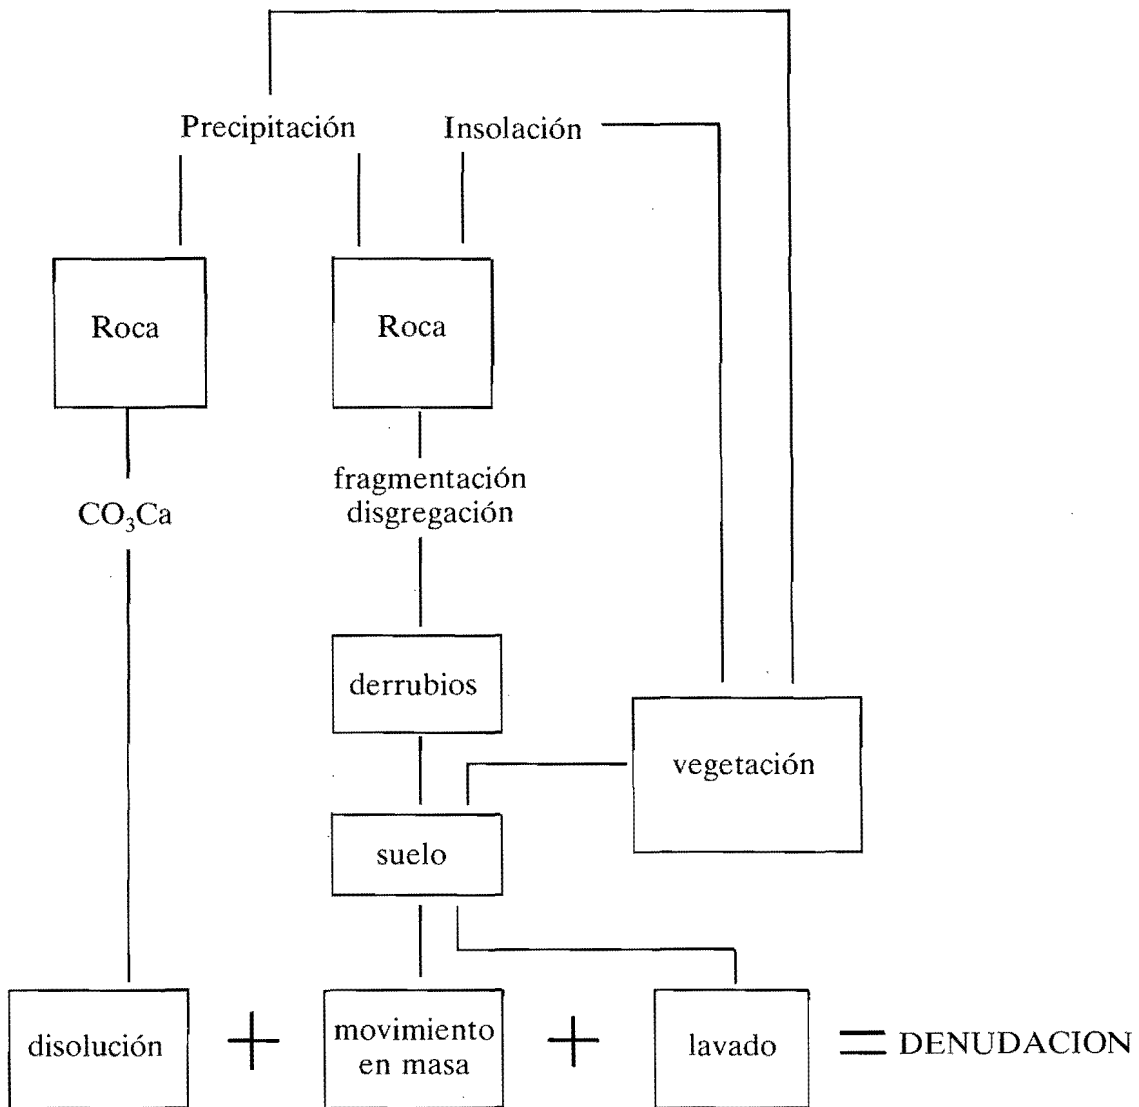 Precipitación
Insolación
Roca
Roca
CO₃Ca
fragmentación
disgregación
derrubios
vegetación
suelo
disolución
+
movimiento
en masa
+
lavado
= DENUDACION